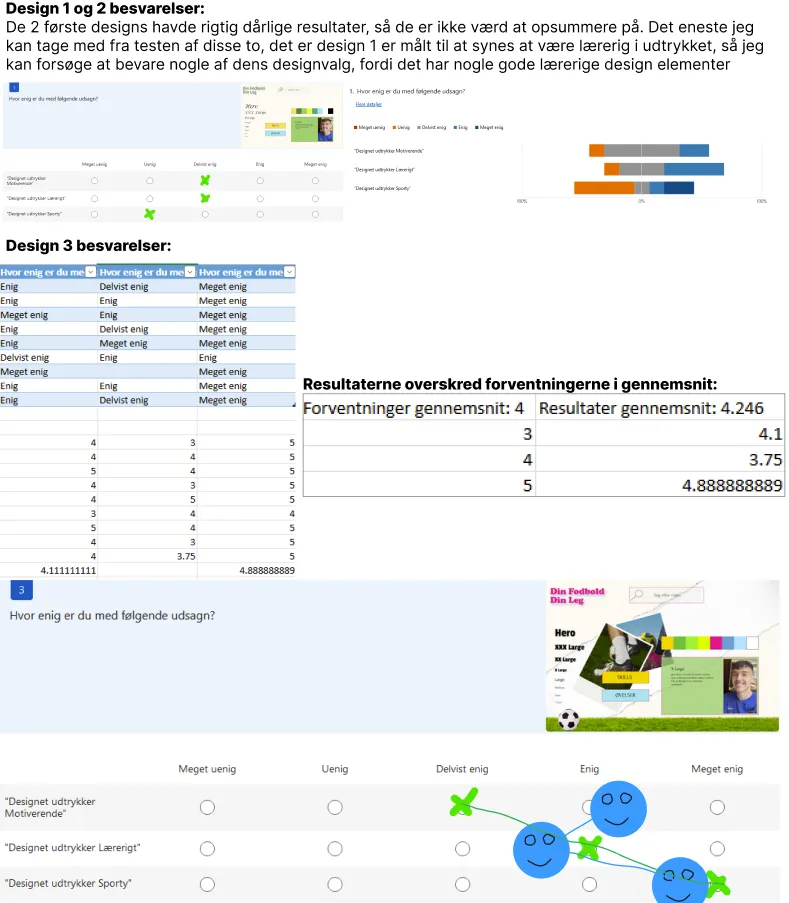 Design 1 og 2 besvarelser:
De 2 første designs havde rigtig dårlige resultater, så de er ikke værd at opsummere på. Det eneste jeg
kan tage med fra testen af disse to, det er design 1 er målt til at synes at være lærerig i udtrykket, så jeg
kan forsøge at bevare nogle af dens designvalg, fordi det har nogle gode lærerige design elementer
1
Hvor enig er du med følgende udsagn?
Din Fodbold
Din Leg
Hero
XXX Large
Meget uenig Uenig Delvist enig Enig Meget enig
"Designet udtrykker
Motiverende"
"Designet udtrykker Lærerigt"
"Designet udtrykker Sporty"
1. Hvor enig er du med følgende udsagn?
Flere detaljer
Meget uenig Uenig Delvist enig Enig Meget enig
"Designet udtrykker Motiverende"
"Designet udtrykker Lærerigt"
"Designet udtrykker Sporty"
100% 0% 100%
Design 3 besvarelser:
Hvor enig er du me Hvor enig er du me Hvor enig er du me
Enig Delvist enig Meget enig
Enig Enig Meget enig
Meget enig Enig Meget enig
Enig Delvist enig Meget enig
Enig Meget enig Meget enig
Delvist enig Enig Enig
Meget enig Meget enig
Enig Enig Meget enig
Enig Delvist enig Meget enig
4 3 5
4 4 5
5 4 5
4 3 5
4 5 5
3 4 4
5 4 5
4 3 5
4 3.75 5
4.111111111 4.888888889
Resultaterne overskred forventningerne i gennemsnit:
Forventninger gennemsnit: 4 Resultater gennemsnit: 4.246
3 4.1
4 3.75
5 4.888888889
3
Hvor enig er du med følgende udsagn?
Din Fodbold
Din Leg
Hero
XXX Large
XX Large
X Large
Large
SKILLS
ØVELSER
X Large
Meget uenig Uenig Delvist enig Enig Meget enig
"Designet udtrykker
Motiverende"
"Designet udtrykker Lærerigt"
"Designet udtrykker Sporty"